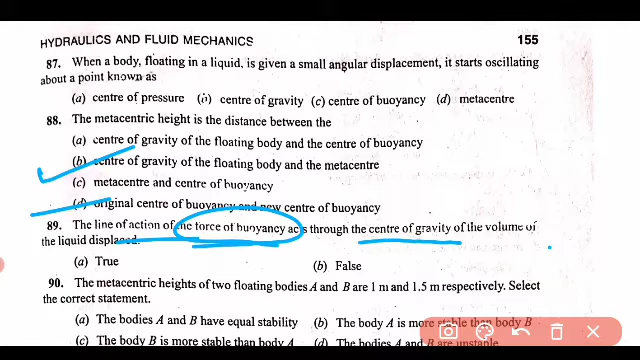 HYDRAULICS AND FLUID MECHANICS 155
87. When a body, floating in a liquid, is given a small angular displacement, it starts oscillating
about a point known as
(a) centre of pressure (b) centre of gravity (c) centre of buoyancy (d) metacentre
88. The metacentric height is the distance between the
(a) centre of gravity of the floating body and the centre of buoyancy
(b) centre of gravity of the floating body and the metacentre
(c) metacentre and centre of buoyancy
(d) original centre of buoyancy and new centre of buoyancy
89. The line of action of the force of buoyancy acts through the centre of gravity of the volume of
the liquid displaced.
(a) True (b) False
90. The metacentric heights of two floating bodies A and B are 1 m and 1.5 m respectively. Select
the correct statement.
(a) The bodies A and B have equal stability (b) The body A is more stable than body B
(c) The body B is more stable than body A (d) The bodies A and B are unstable